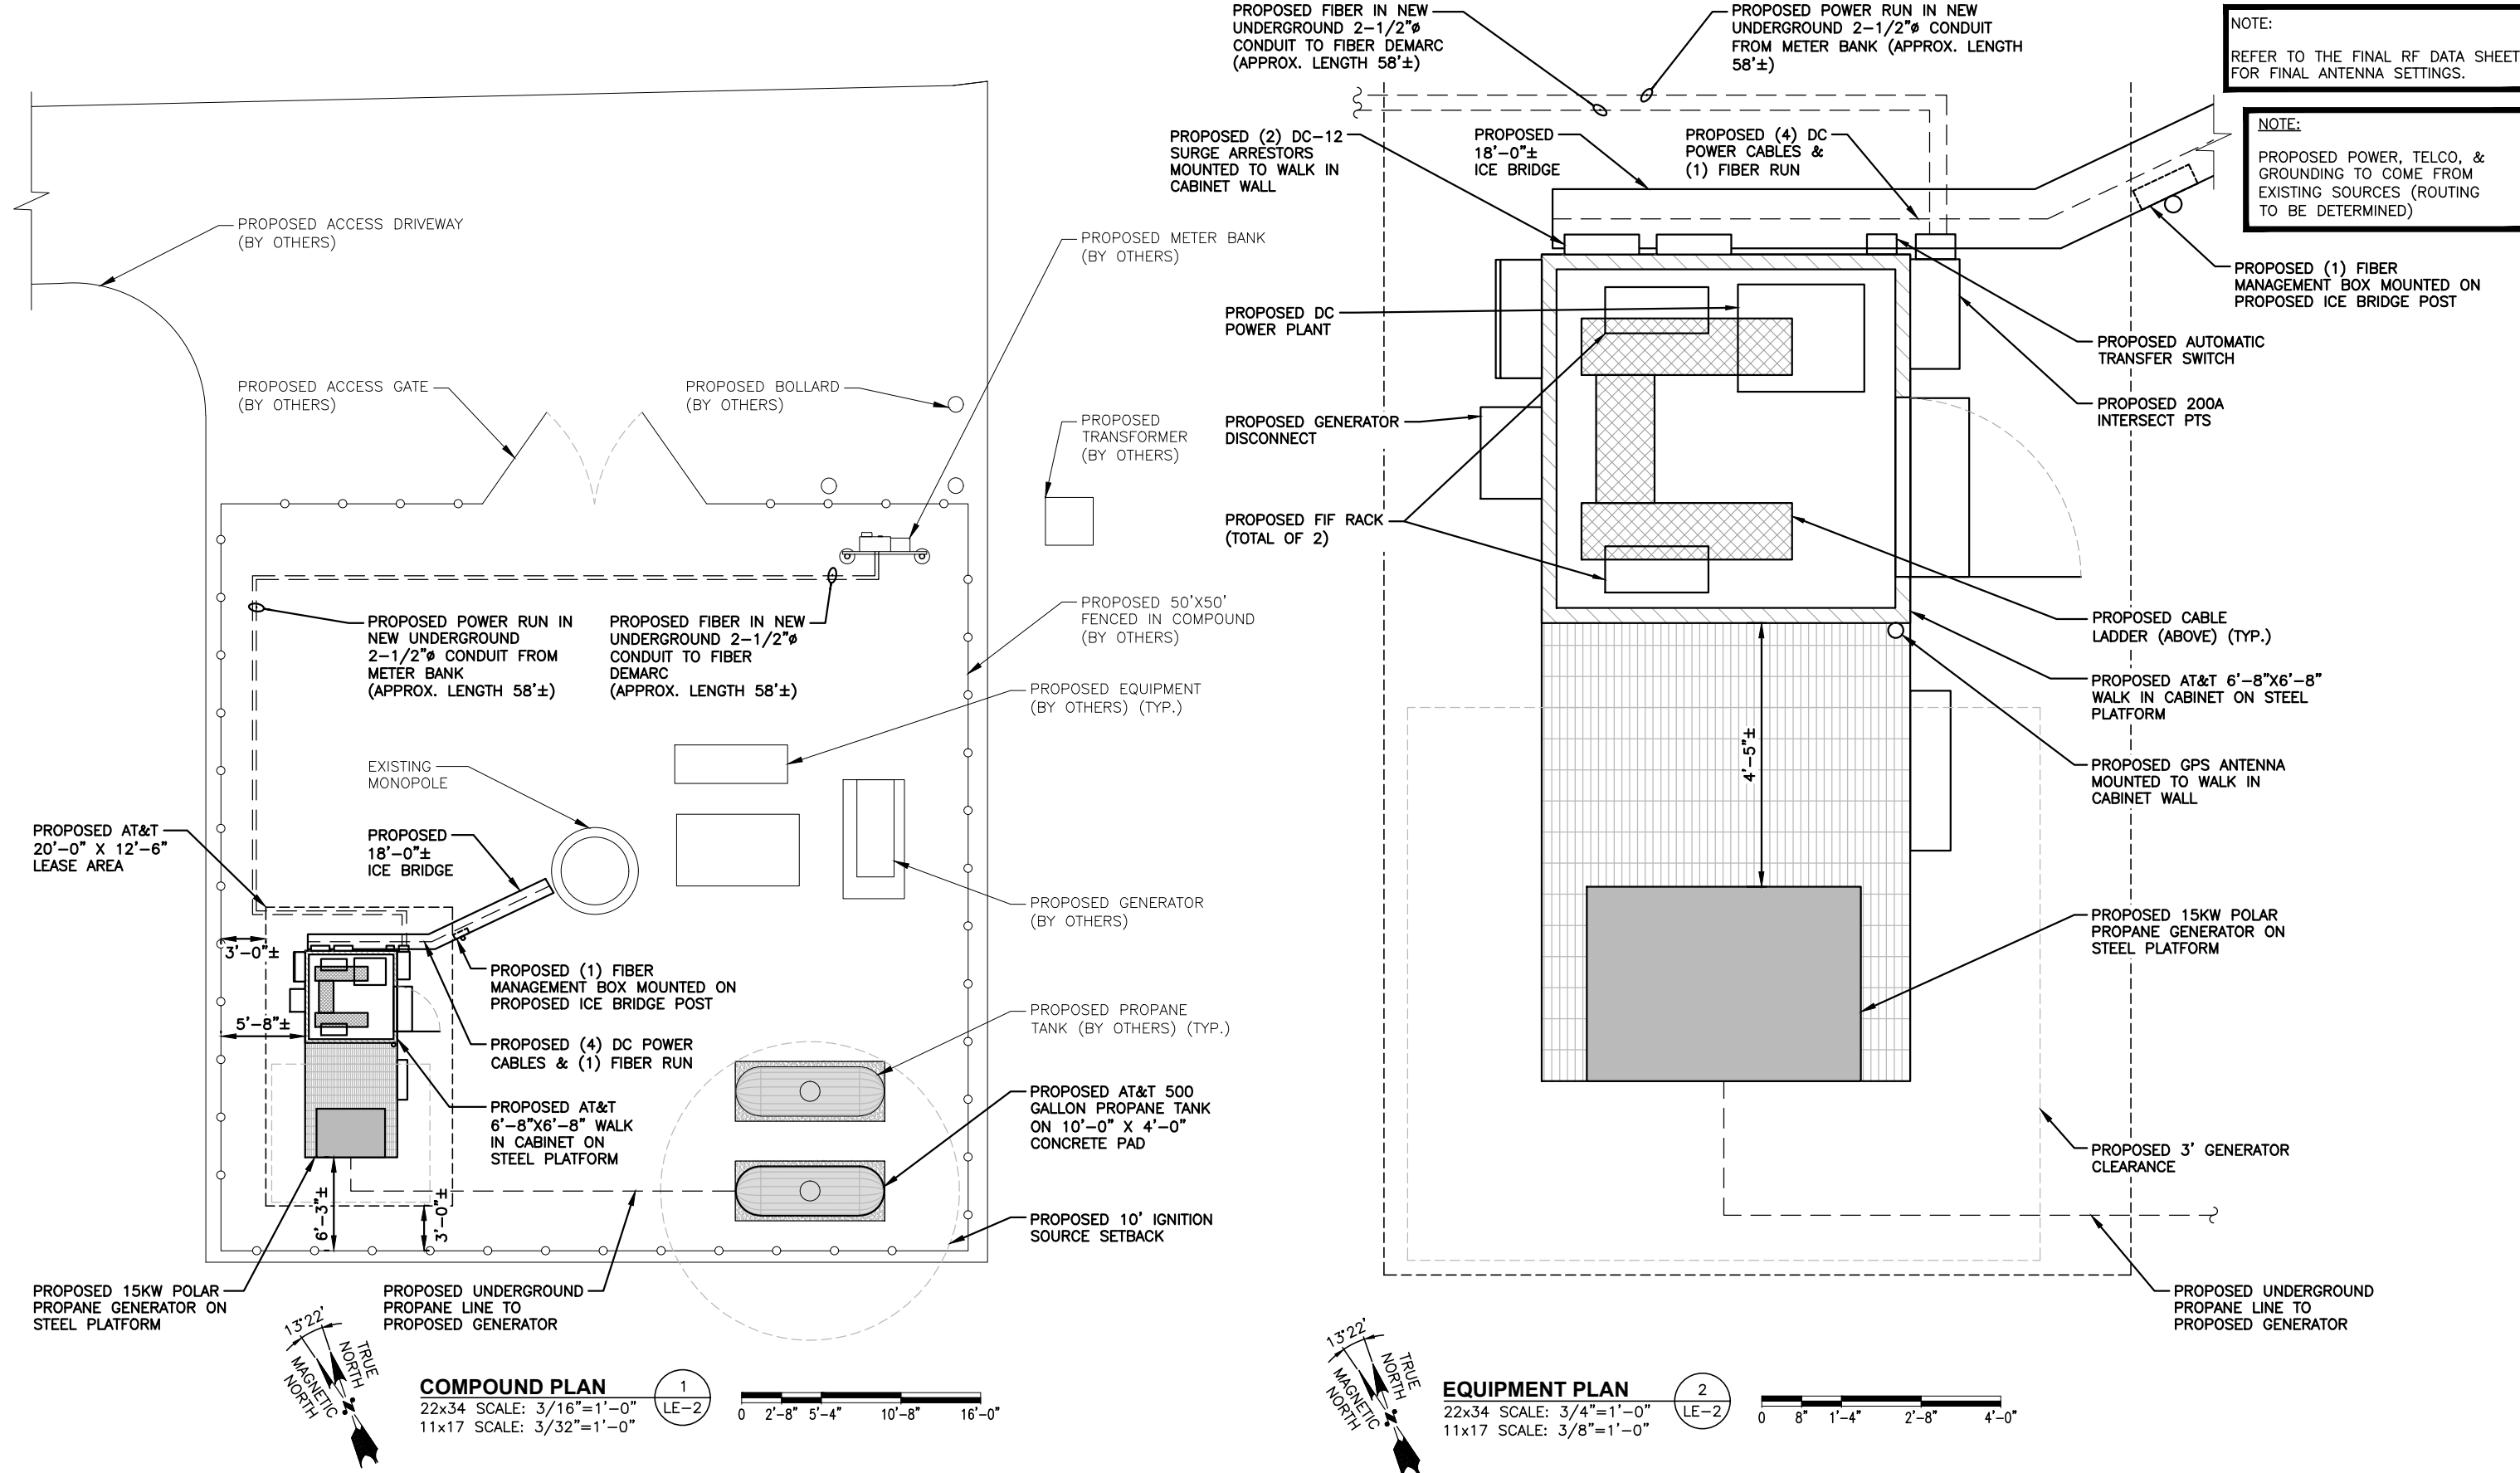 PROPOSED ACCESS DRIVEWAY
(BY OTHERS)
PROPOSED METER BANK
(BY OTHERS)
PROPOSED ACCESS GATE
(BY OTHERS)
PROPOSED BOLLARD
(BY OTHERS)
PROPOSED
TRANSFORMER
(BY OTHERS)
PROPOSED POWER RUN IN
NEW UNDERGROUND
2-1/2"ø CONDUIT FROM
METER BANK
(APPROX. LENGTH 58'±)
PROPOSED FIBER IN NEW
UNDERGROUND 2-1/2"ø
CONDUIT TO FIBER
DEMARC
(APPROX. LENGTH 58'±)
PROPOSED 50'X50'
FENCED IN COMPOUND
(BY OTHERS)
PROPOSED EQUIPMENT
(BY OTHERS) (TYP.)
EXISTING
MONOPOLE
PROPOSED AT&T
20'-0" X 12'-6"
LEASE AREA
PROPOSED
18'-0"±
ICE BRIDGE
PROPOSED GENERATOR
(BY OTHERS)
3'-0"±
PROPOSED (1) FIBER
MANAGEMENT BOX MOUNTED ON
PROPOSED ICE BRIDGE POST
5'-8"±
PROPOSED PROPANE
TANK (BY OTHERS) (TYP.)
PROPOSED (4) DC POWER
CABLES & (1) FIBER RUN
PROPOSED AT&T
6'-8"X6'-8" WALK
IN CABINET ON
STEEL PLATFORM
PROPOSED AT&T 500
GALLON PROPANE TANK
ON 10'-0" X 4'-0"
CONCRETE PAD
6'-3"±
3'-0"±
PROPOSED 10' IGNITION
SOURCE SETBACK
PROPOSED 15KW POLAR
PROPANE GENERATOR ON
STEEL PLATFORM
PROPOSED UNDERGROUND
PROPANE LINE TO
PROPOSED GENERATOR
13°22'
TRUE
NORTH
MAGNETIC
NORTH
COMPOUND PLAN
22x34 SCALE: 3/16"=1'-0"
11x17 SCALE: 3/32"=1'-0"
1
LE-2
0 2'-8" 5'-4" 10'-8" 16'-0"
PROPOSED FIBER IN NEW
UNDERGROUND 2-1/2"ø
CONDUIT TO FIBER DEMARC
(APPROX. LENGTH 58'±)
PROPOSED POWER RUN IN NEW
UNDERGROUND 2-1/2"ø CONDUIT
FROM METER BANK (APPROX. LENGTH
58'±)
NOTE:
REFER TO THE FINAL RF DATA SHEET
FOR FINAL ANTENNA SETTINGS.
NOTE:
PROPOSED POWER, TELCO, &
GROUNDING TO COME FROM
EXISTING SOURCES (ROUTING
TO BE DETERMINED)
PROPOSED (2) DC-12
SURGE ARRESTORS
MOUNTED TO WALK IN
CABINET WALL
PROPOSED
18'-0"±
ICE BRIDGE
PROPOSED (4) DC
POWER CABLES &
(1) FIBER RUN
PROPOSED (1) FIBER
MANAGEMENT BOX MOUNTED ON
PROPOSED ICE BRIDGE POST
PROPOSED DC
POWER PLANT
PROPOSED AUTOMATIC
TRANSFER SWITCH
PROPOSED GENERATOR
DISCONNECT
PROPOSED 200A
INTERSECT PTS
PROPOSED FIF RACK
(TOTAL OF 2)
PROPOSED CABLE
LADDER (ABOVE) (TYP.)
PROPOSED AT&T 6'-8"X6'-8"
WALK IN CABINET ON STEEL
PLATFORM
4'-5"±
PROPOSED GPS ANTENNA
MOUNTED TO WALK IN
CABINET WALL
PROPOSED 15KW POLAR
PROPANE GENERATOR ON
STEEL PLATFORM
PROPOSED 3' GENERATOR
CLEARANCE
PROPOSED UNDERGROUND
PROPANE LINE TO
PROPOSED GENERATOR
13°22'
TRUE
NORTH
MAGNETIC
NORTH
EQUIPMENT PLAN
22x34 SCALE: 3/4"=1'-0"
11x17 SCALE: 3/8"=1'-0"
2
LE-2
0 8" 1'-4" 2'-8" 4'-0"